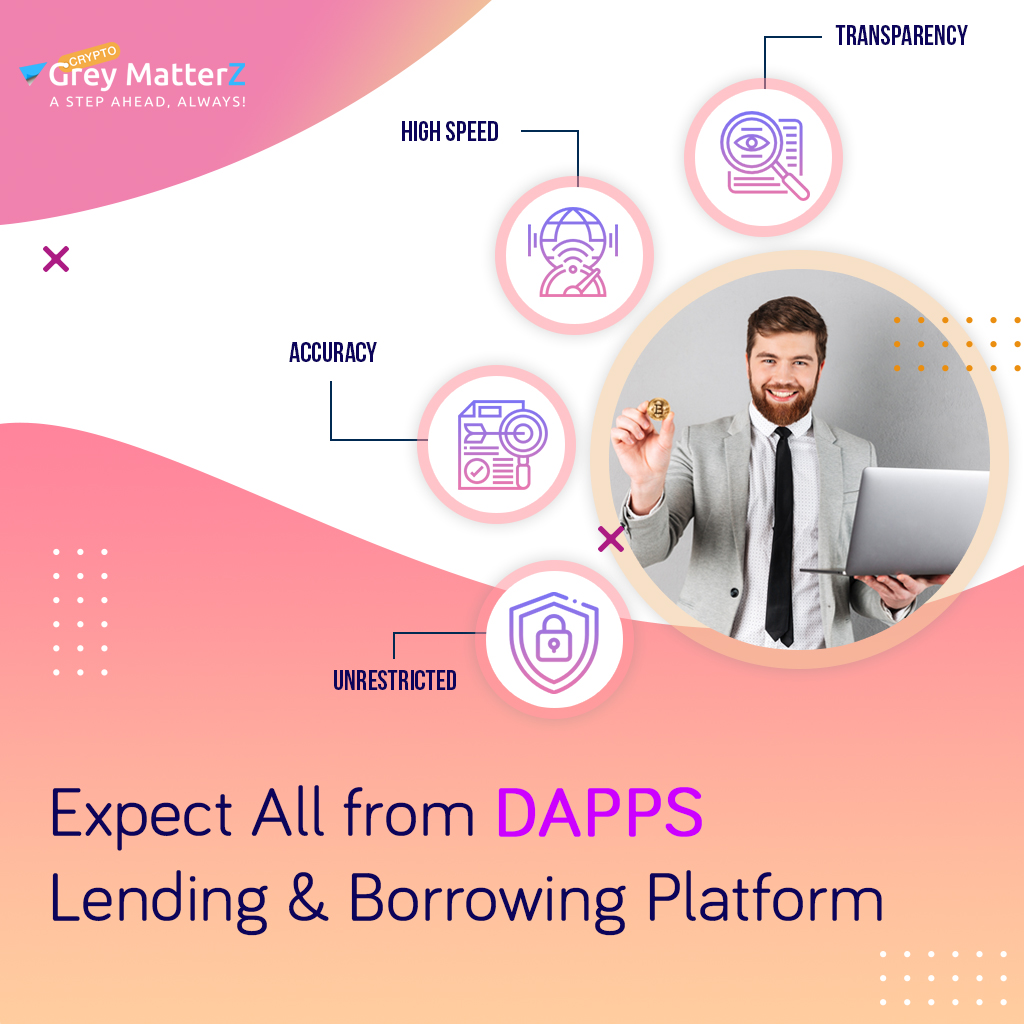 CRYPTO
Grey MatterZ
A STEP AHEAD, ALWAYS!
TRANSPARENCY
HIGH SPEED
ACCURACY
UNRESTRICTED
Expect All from DAPPS
Lending & Borrowing Platform